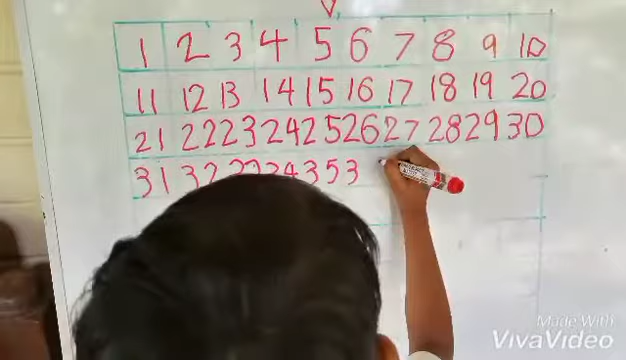 1 2 3 4 5 6 7 8 9 10
11 12 13 14 15 16 17 18 19 20
21 22 23 24 25 26 27 28 29 30
31 32 33 34 35 3
Made With
VivaVideo